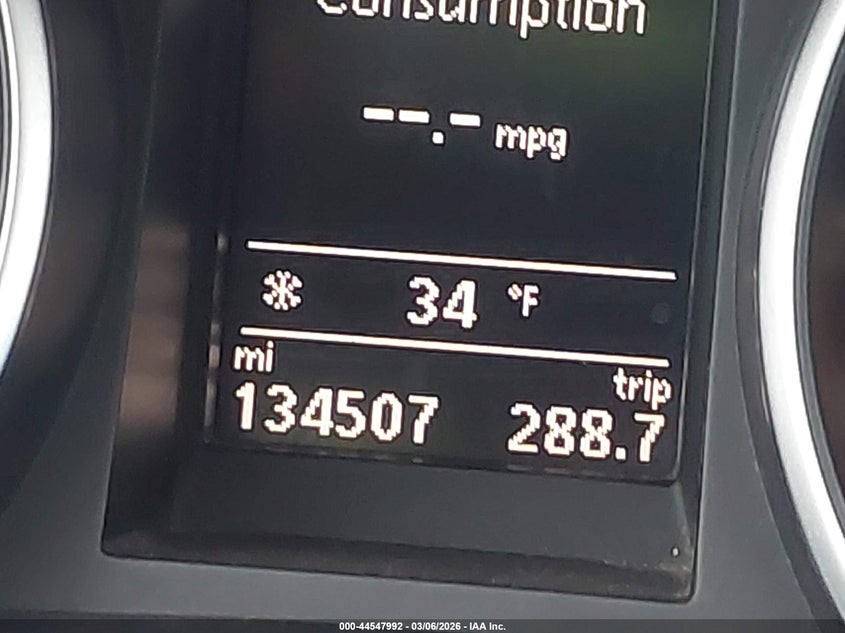 Consumption
--.- mpg
34 °F
mi
trip
134507 288.7
000-44547992 - 03/06/2026 - IAA Inc.